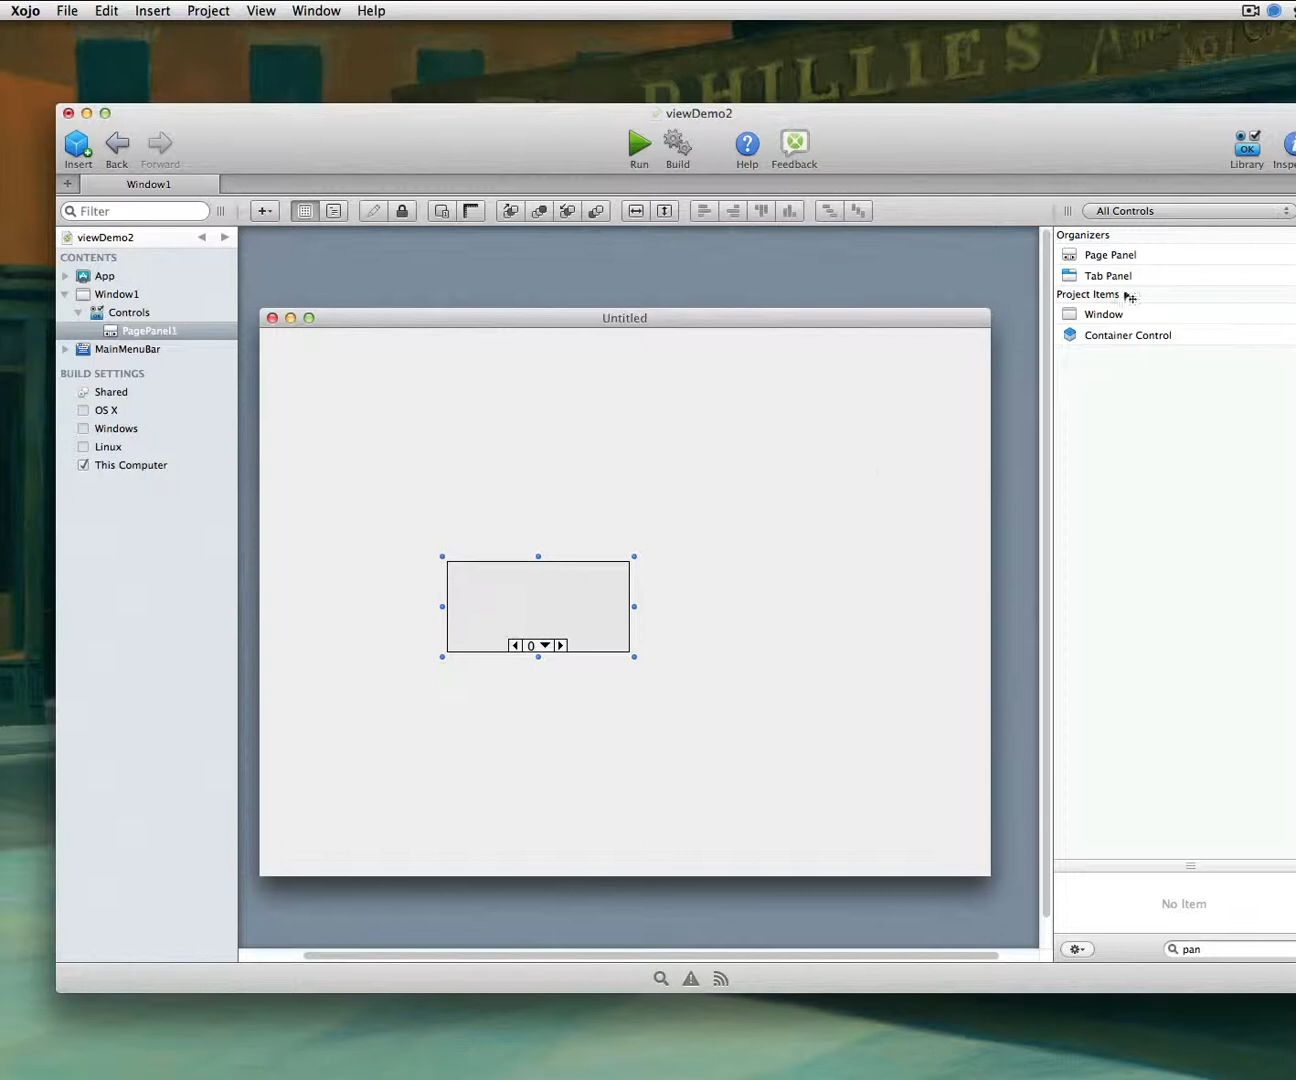 Xojo File Edit Insert Project View Window Help
PHILLIES
viewDemo2
Insert Back Forward Run Build Help Feedback OK Library
Window1
Filter
All Controls
viewDemo2
CONTENTS
App
Window1
Controls
PagePanel1
MainMenuBar
BUILD SETTINGS
Shared
OS X
Windows
Linux
This Computer
Untitled
0
Organizers
Page Panel
Tab Panel
Project Items
Window
Container Control
No Item
pan